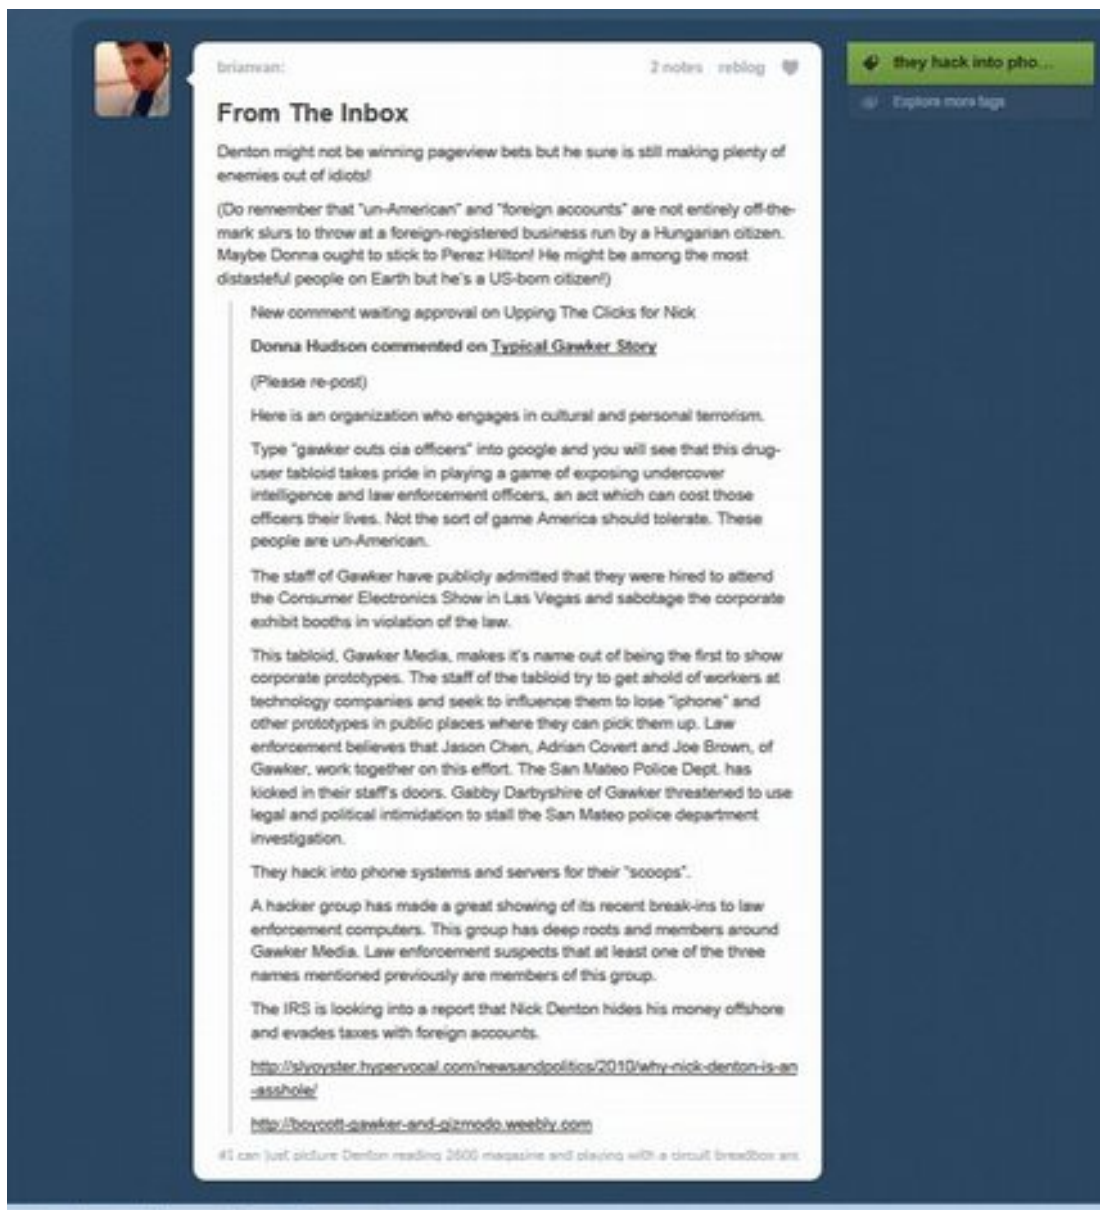 brianvan:
2 notes reblog
they hack into pho...
Explore more tags
From The Inbox
Denton might not be winning pageview bets but he sure is still making plenty of
enemies out of idiots!
(Do remember that "un-American" and "foreign accounts" are not entirely off-the-
mark slurs to throw at a foreign-registered business run by a Hungarian citizen.
Maybe Donna ought to stick to Perez Hilton! He might be among the most
distasteful people on Earth but he's a US-born citizen!)
New comment waiting approval on Upping The Clicks for Nick
Donna Hudson commented on Typical Gawker Story
(Please re-post)
Here is an organization who engages in cultural and personal terrorism.
Type "gawker outs cia officers" into google and you will see that this drug-
user tabloid takes pride in playing a game of exposing undercover
intelligence and law enforcement officers, an act which can cost those
officers their lives. Not the sort of game America should tolerate. These
people are un-American.
The staff of Gawker have publicly admitted that they were hired to attend
the Consumer Electronics Show in Las Vegas and sabotage the corporate
exhibit booths in violation of the law.
This tabloid, Gawker Media, makes it's name out of being the first to show
corporate prototypes. The staff of the tabloid try to get ahold of workers at
technology companies and seek to influence them to lose "iphone" and
other prototypes in public places where they can pick them up. Law
enforcement believes that Jason Chen, Adrian Covert and Joe Brown, of
Gawker, work together on this effort. The San Mateo Police Dept. has
kicked in their staff's doors. Gabby Darbyshire of Gawker threatened to use
legal and political intimidation to stall the San Mateo police department
investigation.
They hack into phone systems and servers for their "scoops".
A hacker group has made a great showing of its recent break-ins to law
enforcement computers. This group has deep roots and members around
Gawker Media. Law enforcement suspects that at least one of the three
names mentioned previously are members of this group.
The IRS is looking into a report that Nick Denton hides his money offshore
and evades taxes with foreign accounts.
http://slyoyster.hypervocal.com/newsandpolitics/2010/why-nick-denton-is-an
-asshole/
http://boycott-gawker-and-gizmodo.weebly.com
#I can just picture Denton reading 2600 magazine and playing with a circuit breadbox and